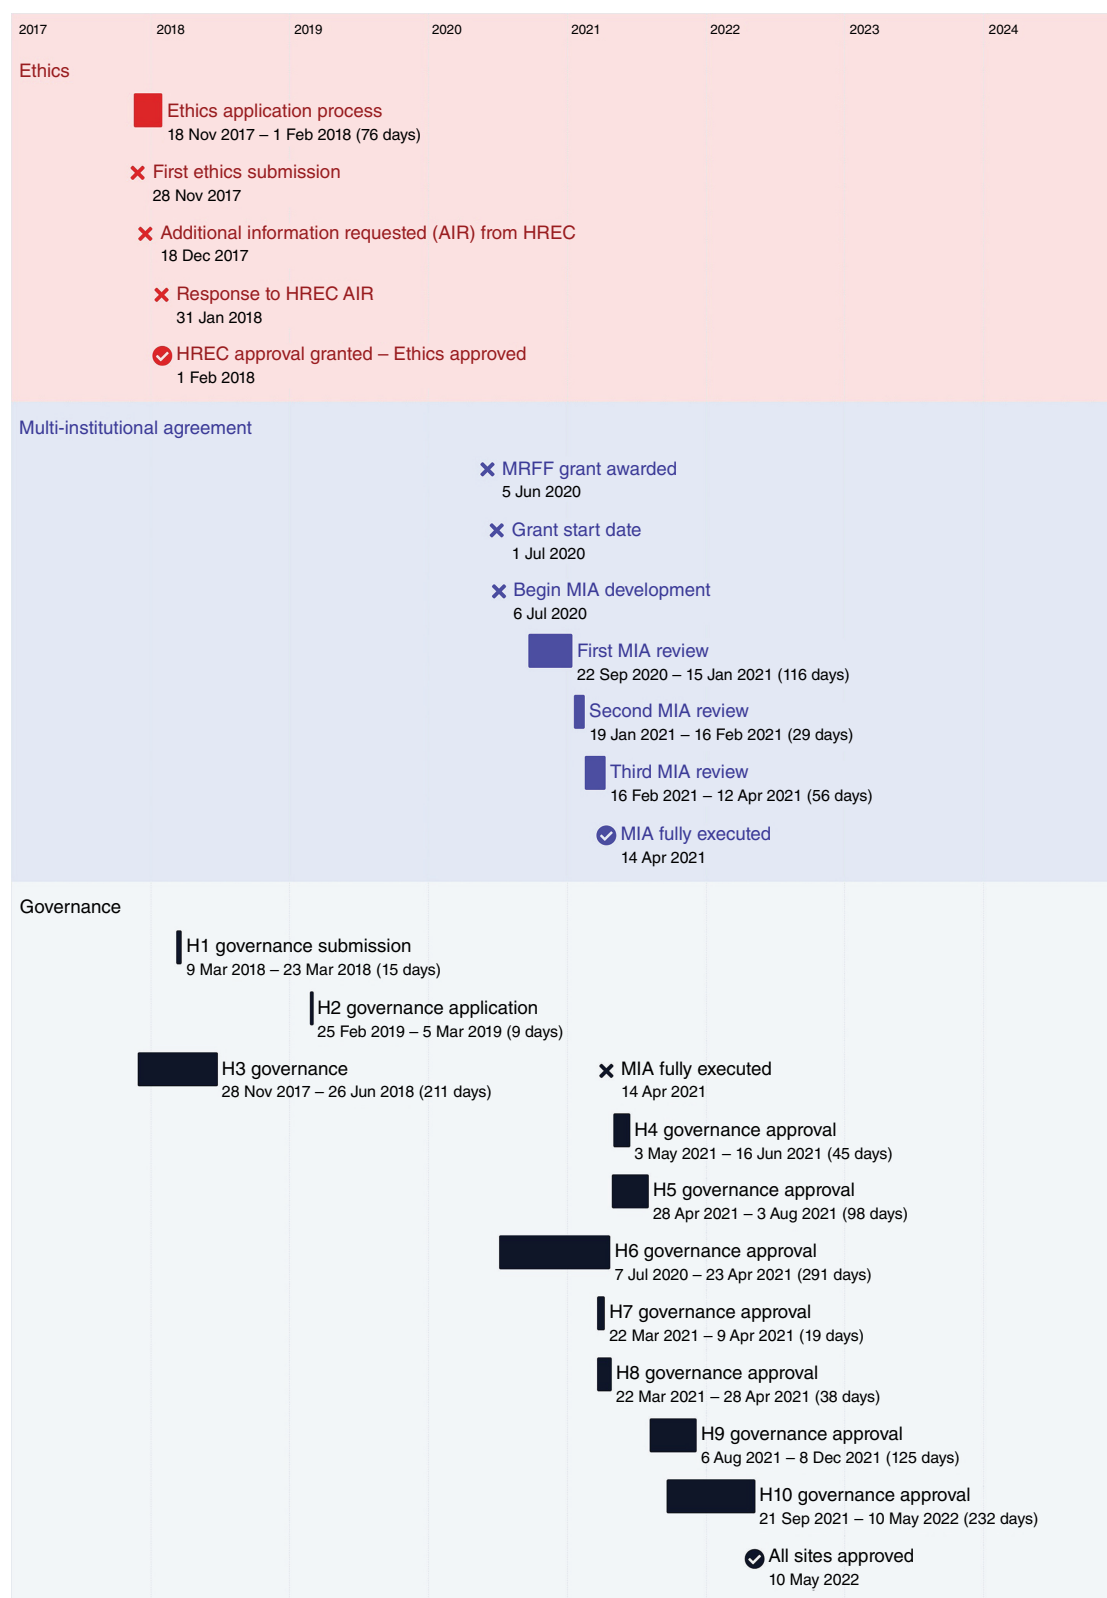 2017 2018 2019 2020 2021 2022 2023 2024
Ethics
Ethics application process
18 Nov 2017 – 1 Feb 2018 (76 days)
First ethics submission
28 Nov 2017
Additional information requested (AIR) from HREC
18 Dec 2017
Response to HREC AIR
31 Jan 2018
HREC approval granted – Ethics approved
1 Feb 2018
Multi-institutional agreement
MRFF grant awarded
5 Jun 2020
Grant start date
1 Jul 2020
Begin MIA development
6 Jul 2020
First MIA review
22 Sep 2020 – 15 Jan 2021 (116 days)
Second MIA review
19 Jan 2021 – 16 Feb 2021 (29 days)
Third MIA review
16 Feb 2021 – 12 Apr 2021 (56 days)
MIA fully executed
14 Apr 2021
Governance
H1 governance submission
9 Mar 2018 – 23 Mar 2018 (15 days)
H2 governance application
25 Feb 2019 – 5 Mar 2019 (9 days)
H3 governance
28 Nov 2017 – 26 Jun 2018 (211 days)
MIA fully executed
14 Apr 2021
H4 governance approval
3 May 2021 – 16 Jun 2021 (45 days)
H5 governance approval
28 Apr 2021 – 3 Aug 2021 (98 days)
H6 governance approval
7 Jul 2020 – 23 Apr 2021 (291 days)
H7 governance approval
22 Mar 2021 – 9 Apr 2021 (19 days)
H8 governance approval
22 Mar 2021 – 28 Apr 2021 (38 days)
H9 governance approval
6 Aug 2021 – 8 Dec 2021 (125 days)
H10 governance approval
21 Sep 2021 – 10 May 2022 (232 days)
All sites approved
10 May 2022